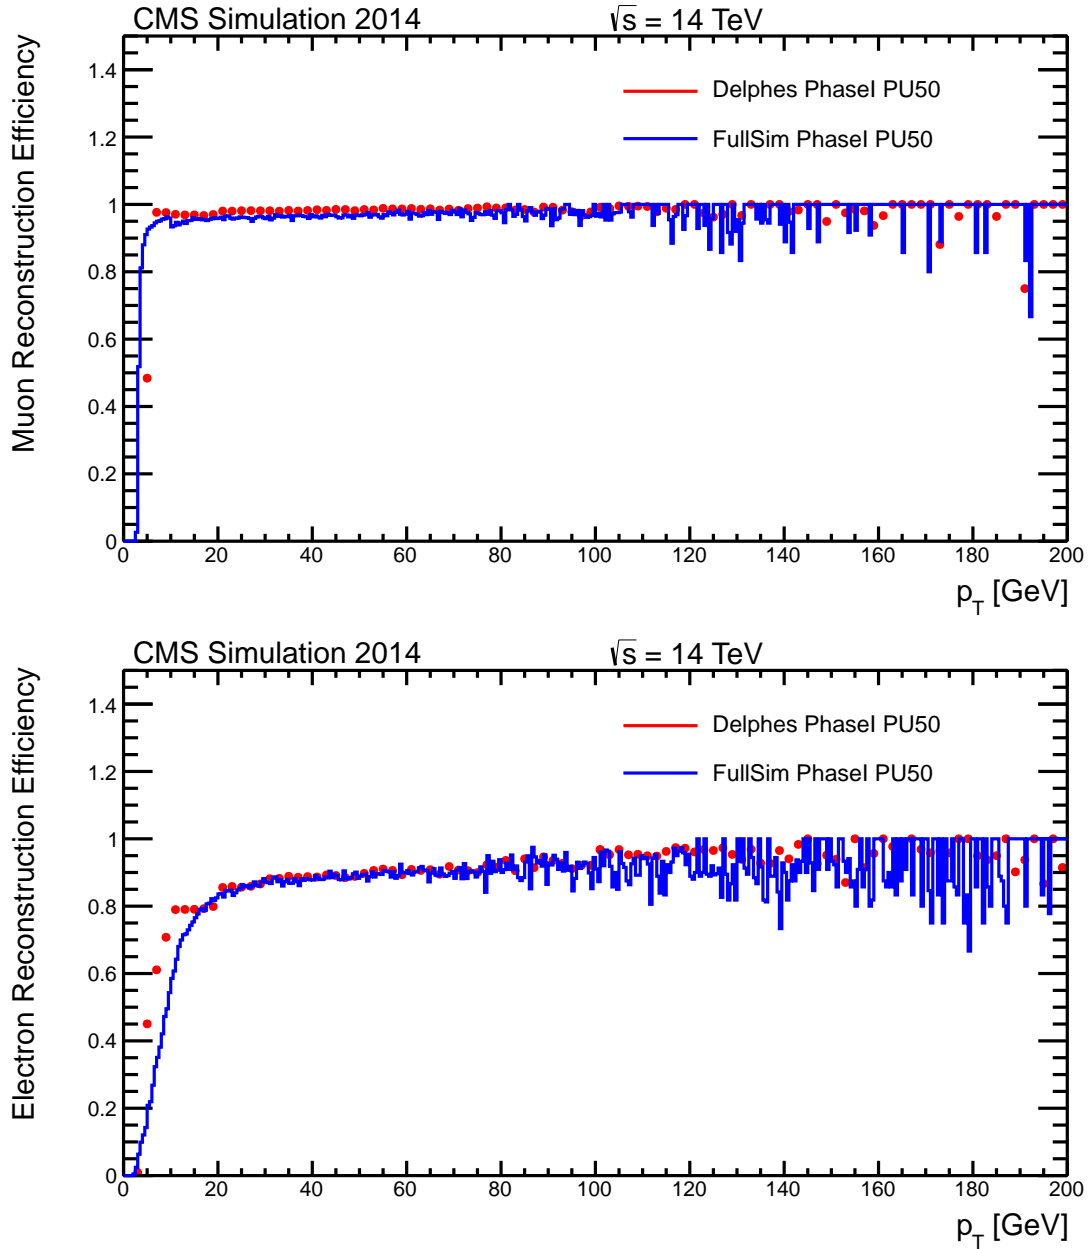 CMS Simulation 2014 √s = 14 TeV
Muon Reconstruction Efficiency
Delphes PhaseI PU50
FullSim PhaseI PU50
1.4
1.2
1
0.8
0.6
0.4
0.2
0
0 20 40 60 80 100 120 140 160 180 200
p_T [GeV]
CMS Simulation 2014 √s = 14 TeV
Electron Reconstruction Efficiency
Delphes PhaseI PU50
FullSim PhaseI PU50
1.4
1.2
1
0.8
0.6
0.4
0.2
0
0 20 40 60 80 100 120 140 160 180 200
p_T [GeV]